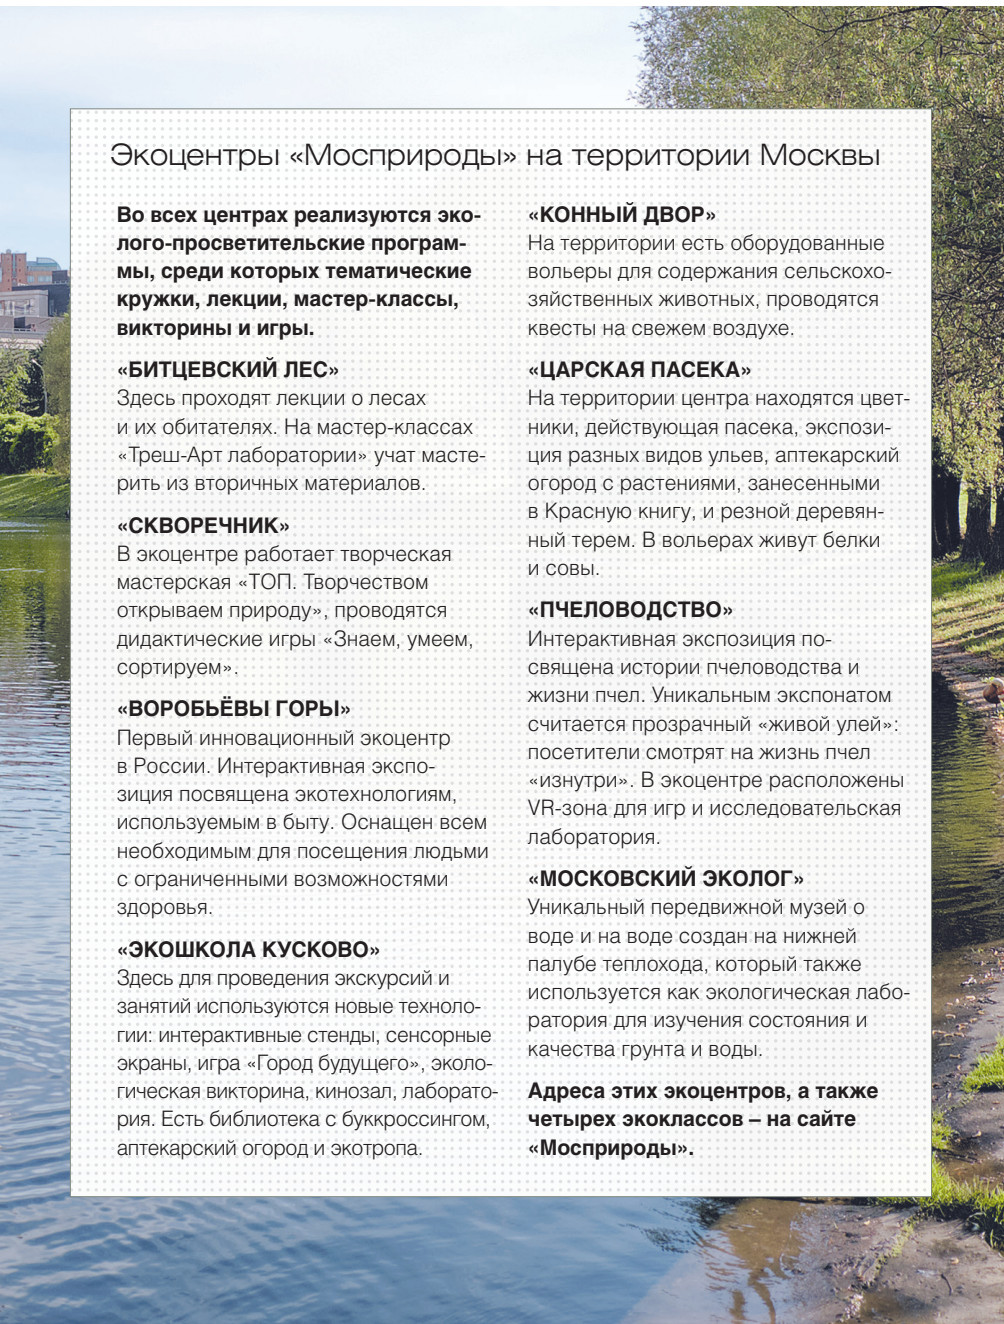 Экоцентры «Мосприроды» на территории Москвы
Во всех центрах реализуются эко-
лого-просветительские програм-
мы, среди которых тематические
кружки, лекции, мастер-классы,
викторины и игры.
«БИТЦЕВСКИЙ ЛЕС»
Здесь проходят лекции о лесах
и их обитателях. На мастер-классах
«Треш-Арт лаборатории» учат масте-
рить из вторичных материалов.
«СКВОРЕЧНИК»
В экоцентре работает творческая
мастерская «ТОП. Творчеством
открываем природу», проводятся
дидактические игры «Знаем, умеем,
сортируем».
«ВОРОБЬЁВЫ ГОРЫ»
Первый инновационный экоцентр
в России. Интерактивная экспо-
зиция посвящена экотехнологиям,
используемым в быту. Оснащен всем
необходимым для посещения людьми
с ограниченными возможностями
здоровья.
«ЭКОШКОЛА КУСКОВО»
Здесь для проведения экскурсий и
занятий используются новые техноло-
гии: интерактивные стенды, сенсорные
экраны, игра «Город будущего», эколо-
гическая викторина, кинозал, лаборато-
рия. Есть библиотека с буккроссингом,
аптекарский огород и экотропа.
«КОННЫЙ ДВОР»
На территории есть оборудованные
вольеры для содержания сельскохо-
зяйственных животных, проводятся
квесты на свежем воздухе.
«ЦАРСКАЯ ПАСЕКА»
На территории центра находятся цвет-
ники, действующая пасека, экспози-
ция разных видов ульев, аптекарский
огород с растениями, занесенными
в Красную книгу, и резной деревян-
ный терем. В вольерах живут белки
и совы.
«ПЧЕЛОВОДСТВО»
Интерактивная экспозиция по-
священа истории пчеловодства и
жизни пчел. Уникальным экспонатом
считается прозрачный «живой улей»:
посетители смотрят на жизнь пчел
«изнутри». В экоцентре расположены
VR-зона для игр и исследовательская
лаборатория.
«МОСКОВСКИЙ ЭКОЛОГ»
Уникальный передвижной музей о
воде и на воде создан на нижней
палубе теплохода, который также
используется как экологическая лабо-
ратория для изучения состояния и
качества грунта и воды.
Адреса этих экоцентров, а также
четырех экоклассов – на сайте
«Мосприроды».